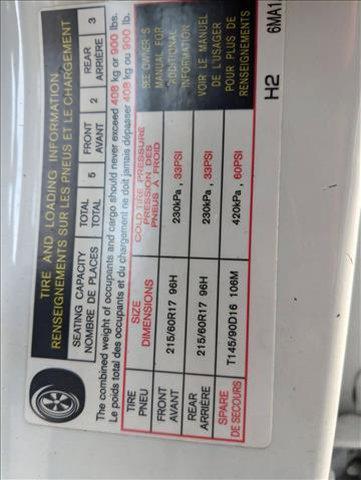 TIRE AND LOADING INFORMATION
RENSEIGNEMENTS SUR LES PNEUS ET LE CHARGEMENT
SEATING CAPACITY
NOMBRE DE PLACES
TOTAL
TOTAL
5
FRONT
AVANT
2
REAR
ARRIÈRE
3
The combined weight of occupants and cargo should never exceed 408 kg or 900 lbs.
Le poids total des occupants et du chargement ne doit jamais dépasser 408 kg ou 900 lb.
TIRE
PNEU
SIZE
DIMENSIONS
COLD TIRE PRESSURE
PRESSION DES
PNEUS À FROID
SEE OWNER'S
MANUAL FOR
ADDITIONAL
INFORMATION
VOIR LE MANUEL
DE L'USAGER
POUR PLUS DE
RENSEIGNEMENTS
FRONT
AVANT
215/60R17 96H
230kPa, 33PSI
REAR
ARRIÈRE
215/60R17 96H
230kPa, 33PSI
SPARE
DE SECOURS
T145/90D16 106M
420kPa, 60PSI
H2
6MA1